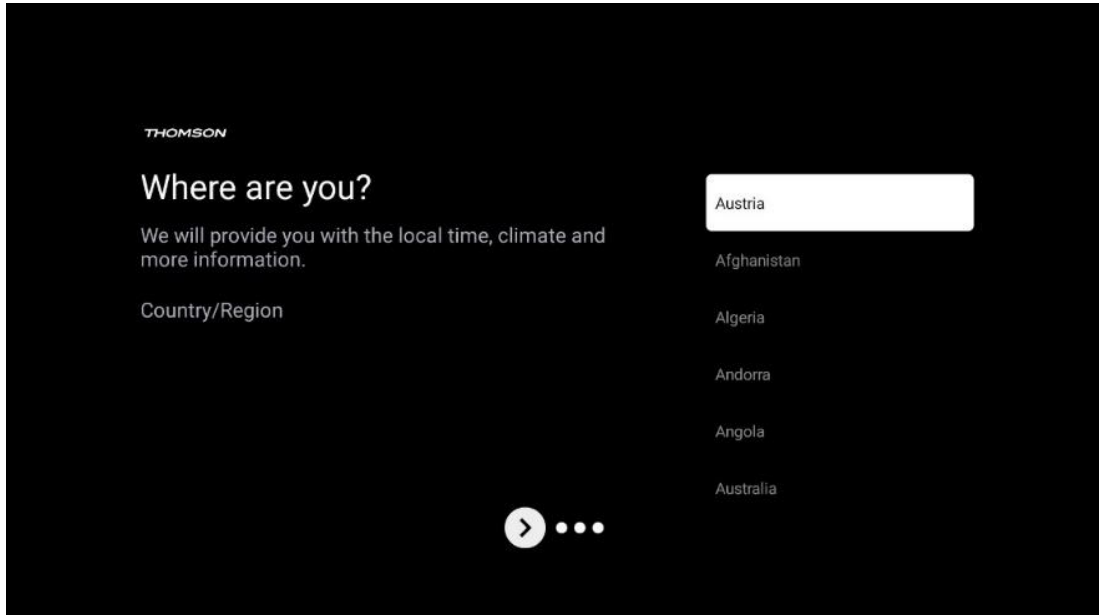 THOMSON
Where are you?
We will provide you with the local time, climate and
more information.
Country/Region
Austria
Afghanistan
Algeria
Andorra
Angola
Australia